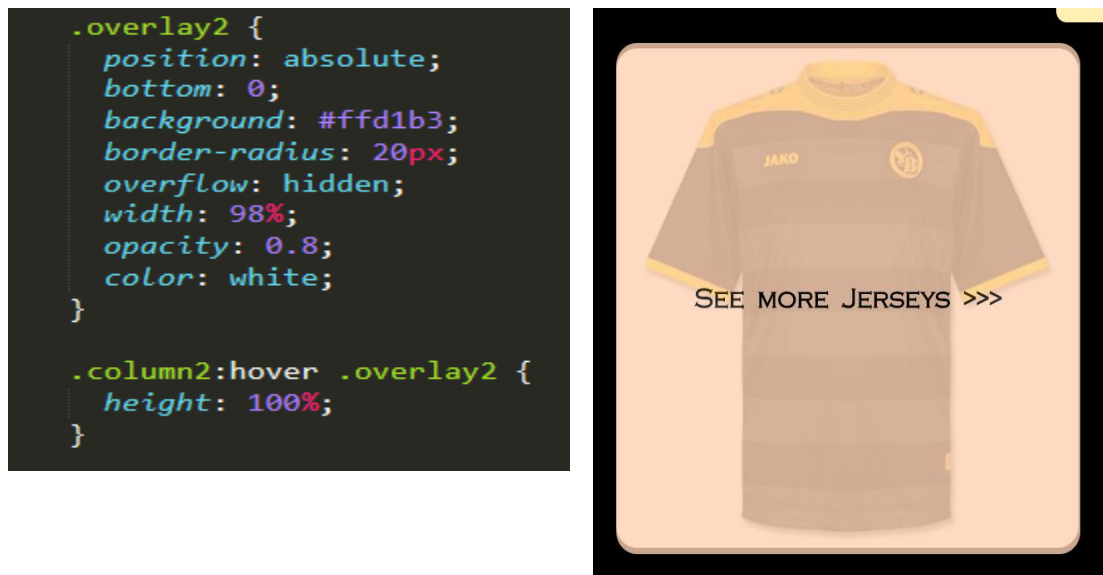 .overlay2 {
position: absolute;
bottom: 0;
background: #ffd1b3;
border-radius: 20px;
overflow: hidden;
width: 98%;
opacity: 0.8;
color: white;
}
.column2:hover .overlay2 {
height: 100%;
}
JAKO
YB
See more Jerseys >>>